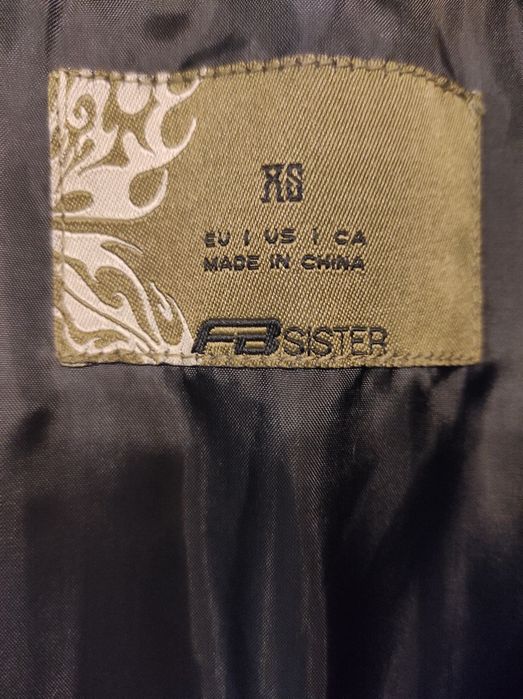 XS
EU | US | CA
MADE IN CHINA
FB SISTER